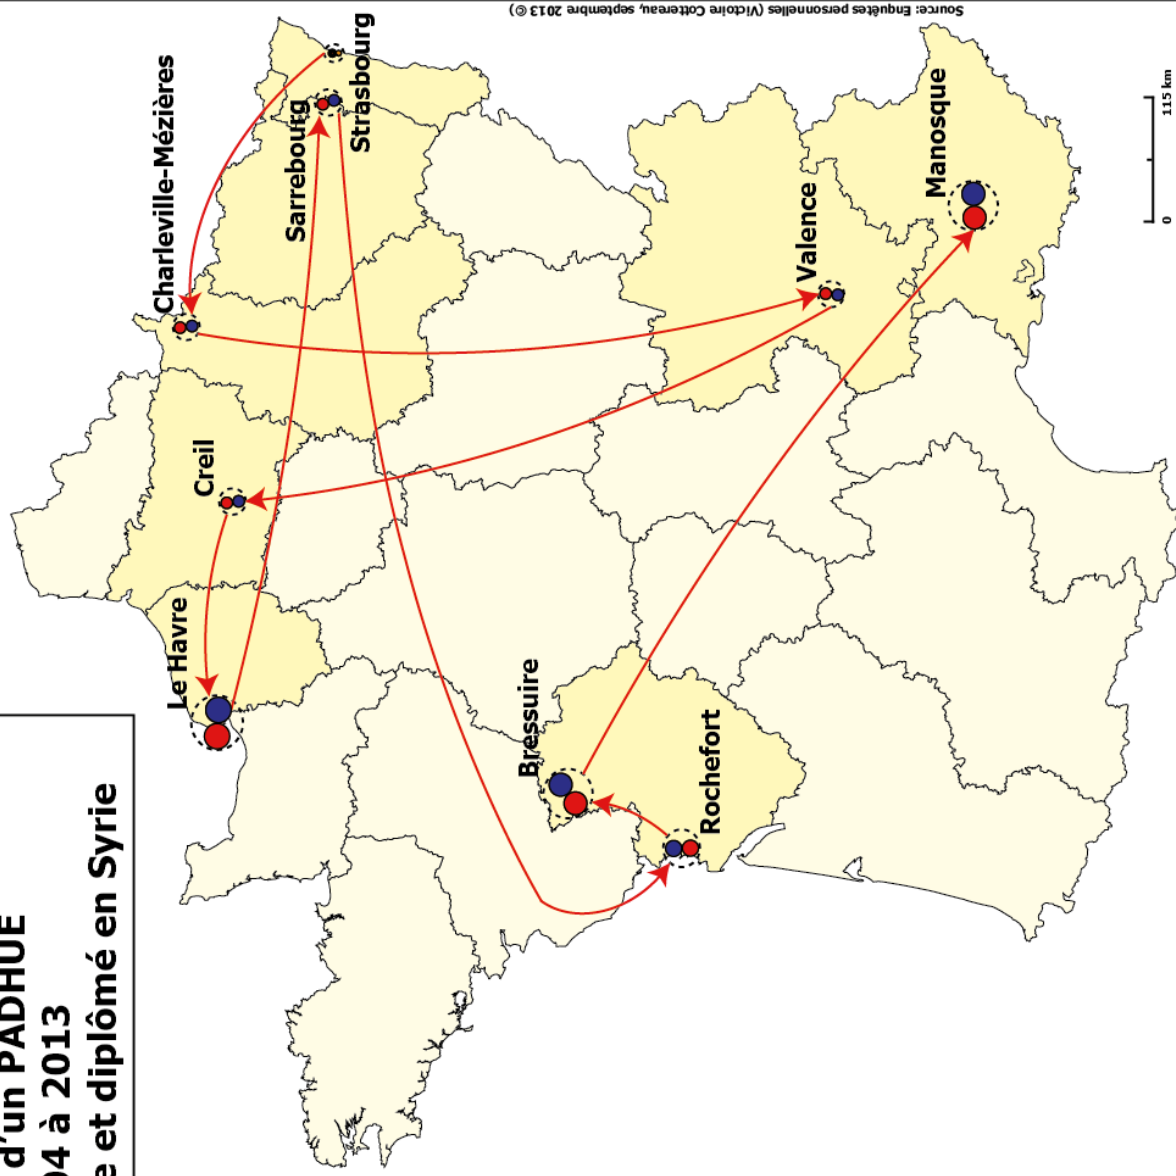 d'un PADHUE
04 à 2013
e et diplômé en Syrie
Charleville-Mézières
Strasbourg
Sarrebourg
Creil
Le Havre
Valence
Manosque
Bressuire
Rochefort
0 115 km
Source: Enquêtes personnelles (Victoire Cottereau, septembre 2013 ©)